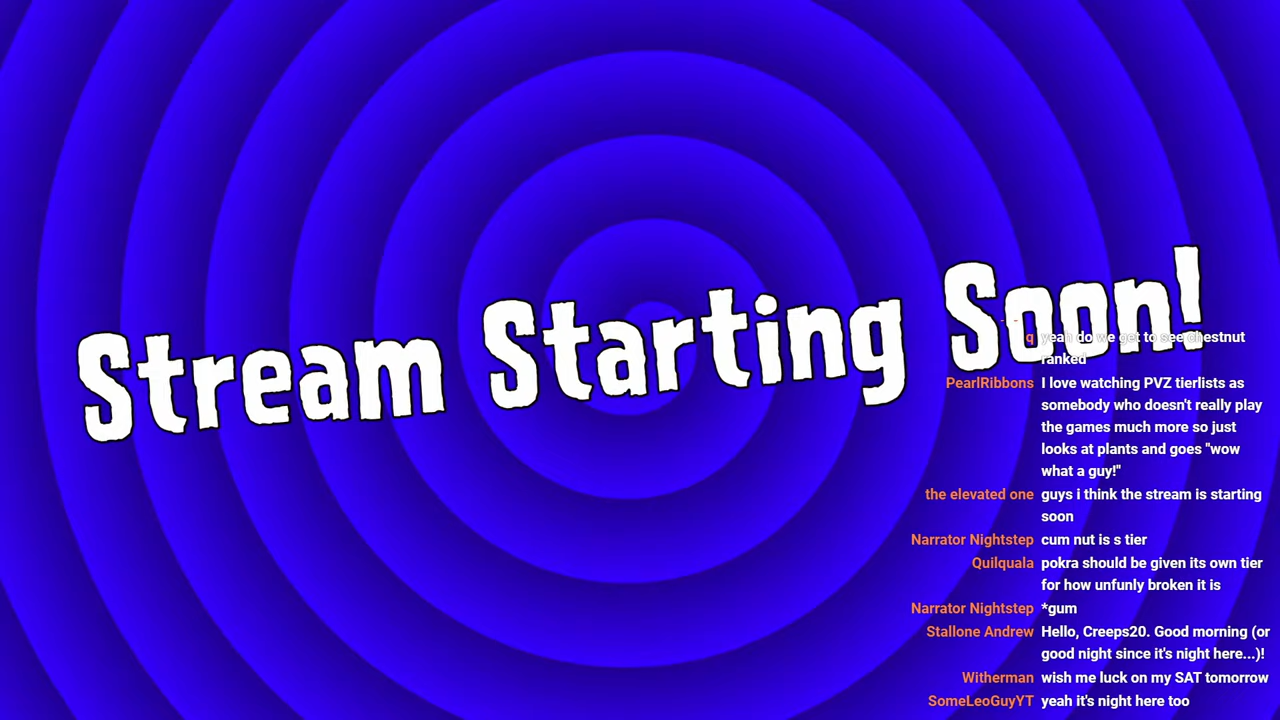 Stream Starting Soon!
q yeah do we get to see chestnut
ranked
PearlRibbons I love watching PVZ tierlists as
somebody who doesn't really play
the games much more so just
looks at plants and goes "wow
what a guy!"
the elevated one guys i think the stream is starting
soon
Narrator Nightstep cum nut is s tier
Quilquala pokra should be given its own tier
for how unfunly broken it is
Narrator Nightstep *gum
Stallone Andrew Hello, Creeps20. Good morning (or
good night since it's night here...)!
Witherman wish me luck on my SAT tomorrow
SomeLeoGuyYT yeah it's night here too